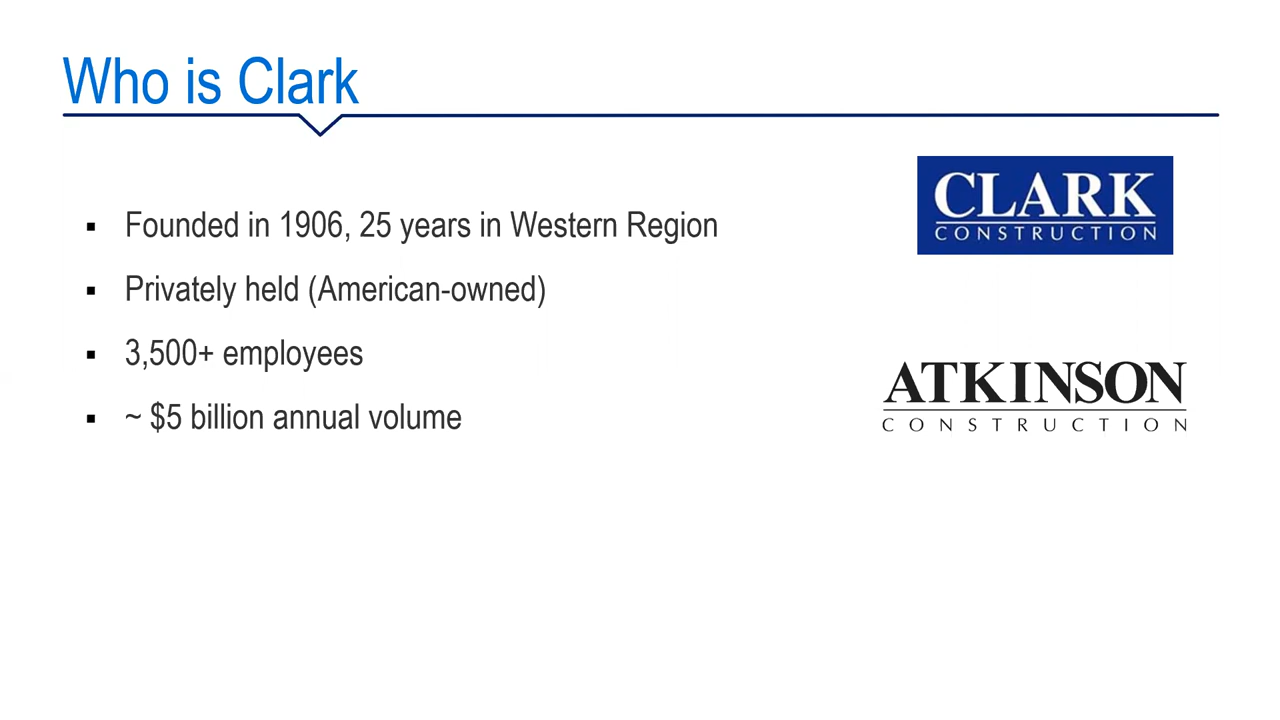 Who is Clark
▪ Founded in 1906, 25 years in Western Region
▪ Privately held (American-owned)
▪ 3,500+ employees
▪ ~ $5 billion annual volume
CLARK
CONSTRUCTION
ATKINSON
CONSTRUCTION